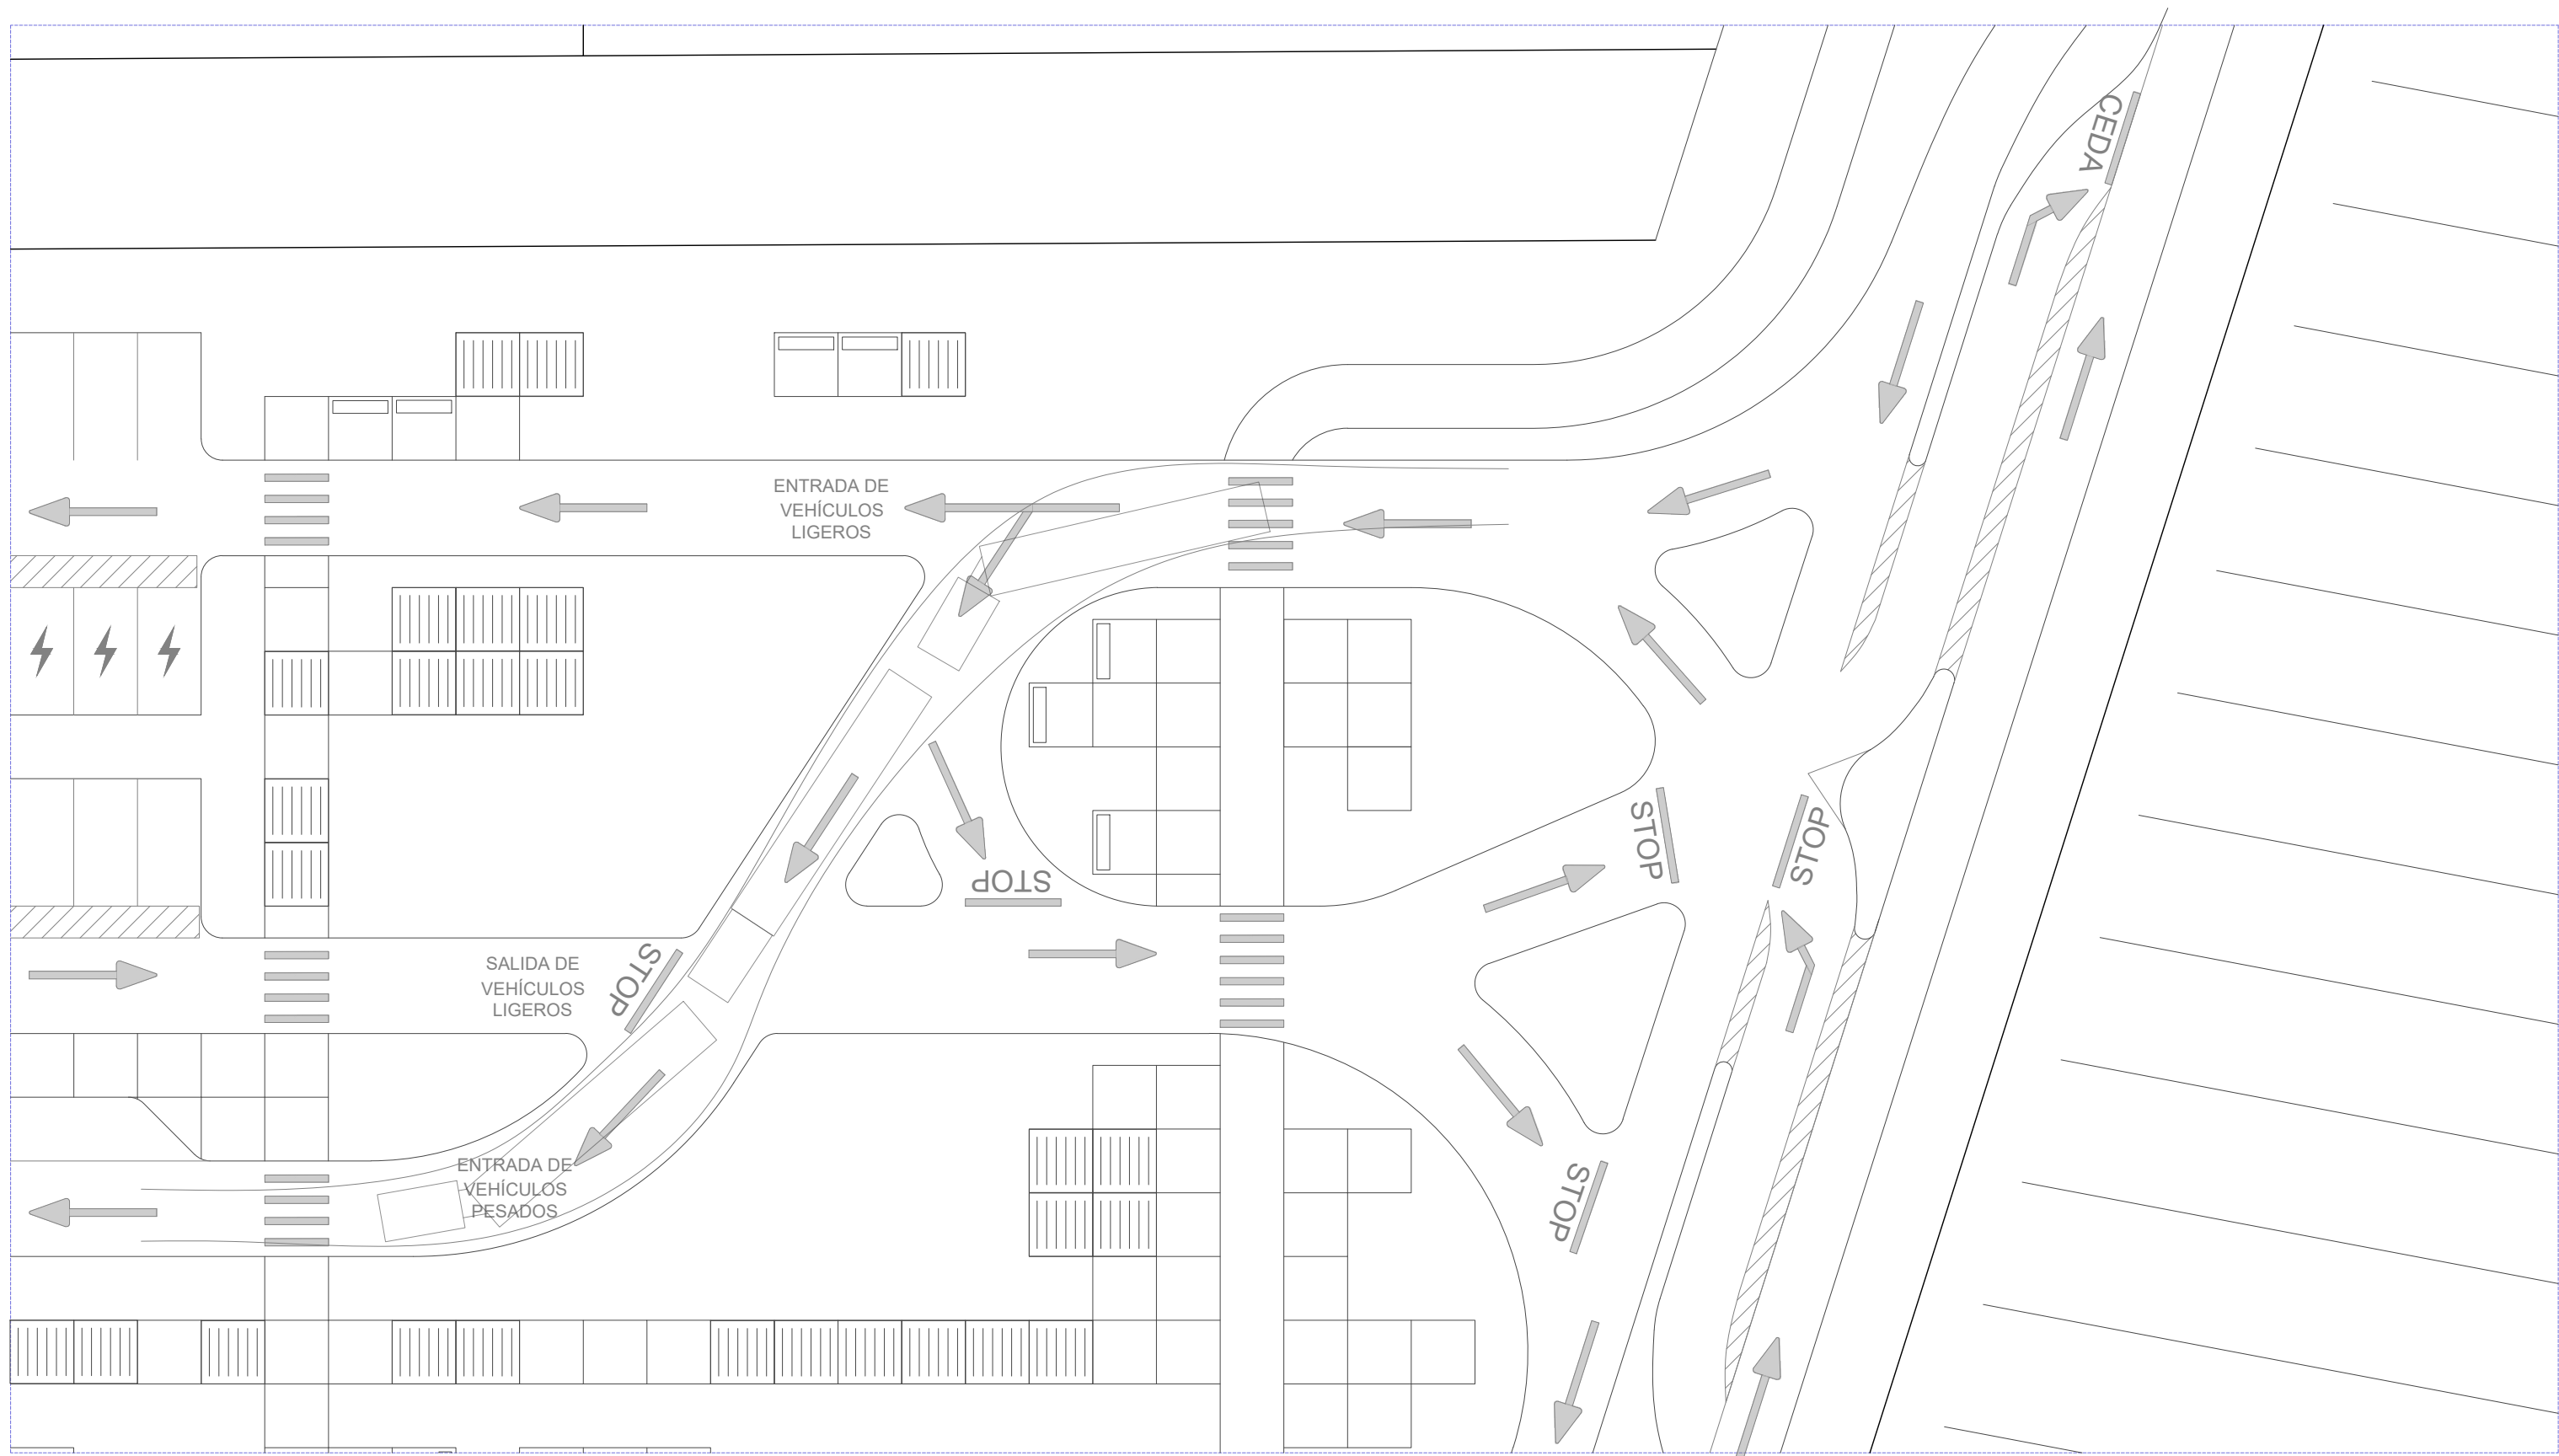 CEDA
ENTRADA DE
VEHÍCULOS
LIGEROS
STOP
STOP
STOP
SALIDA DE
VEHÍCULOS
LIGEROS
STOP
ENTRADA DE
VEHÍCULOS
PESADOS
STOP